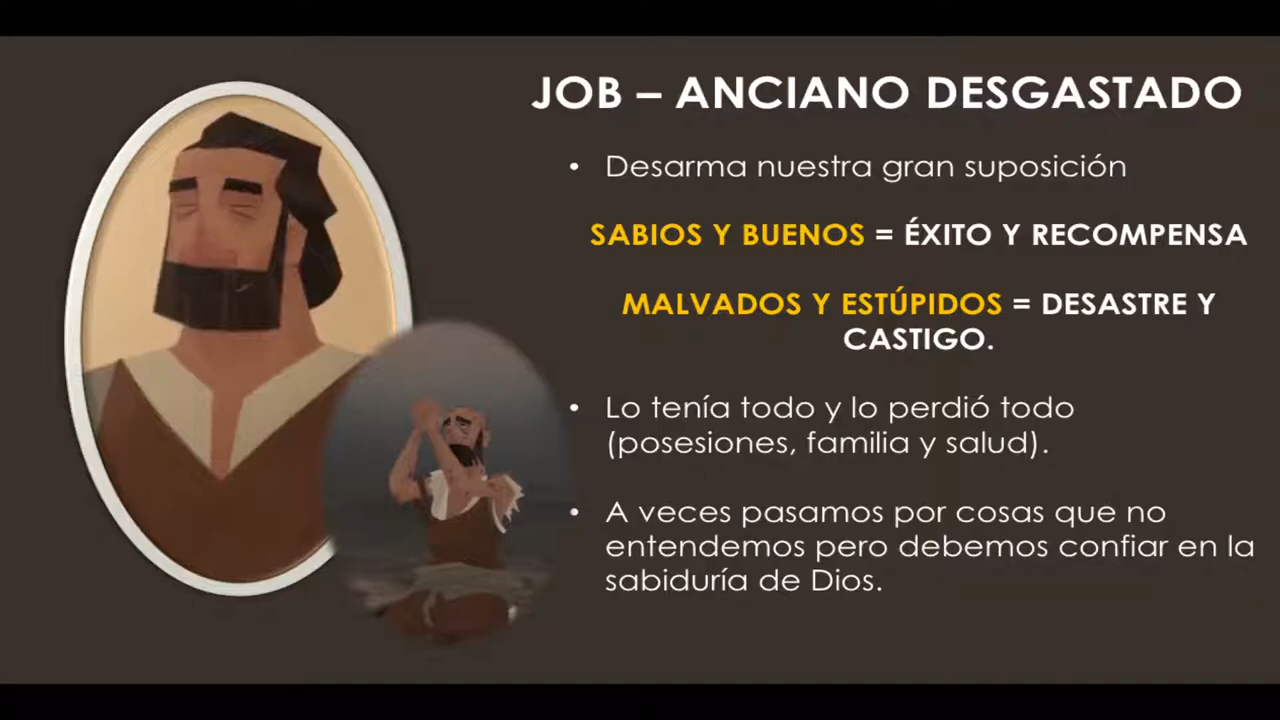 JOB – ANCIANO DESGASTADO
• Desarma nuestra gran suposición
SABIOS Y BUENOS = ÉXITO Y RECOMPENSA
MALVADOS Y ESTÚPIDOS = DESASTRE Y
CASTIGO.
• Lo tenía todo y lo perdió todo
(posesiones, familia y salud).
• A veces pasamos por cosas que no
entendemos pero debemos confiar en la
sabiduría de Dios.